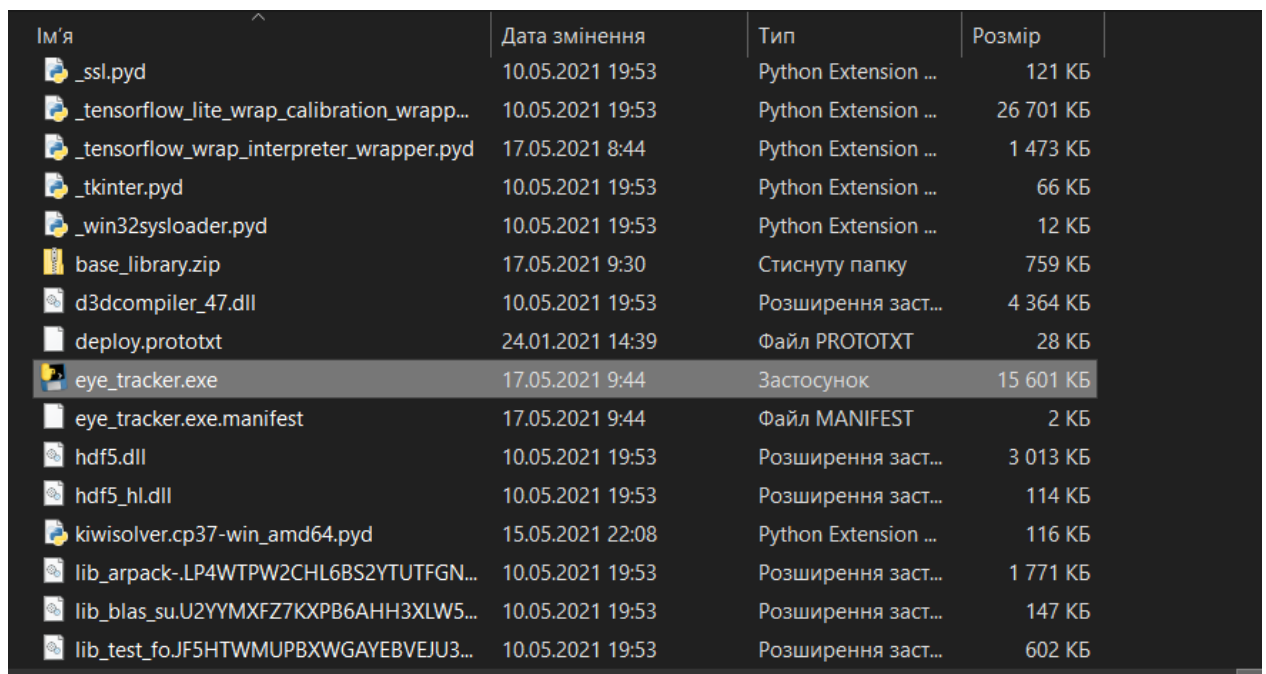 Ім'я Дата змінення Тип Розмір
_ssl.pyd 10.05.2021 19:53 Python Extension ... 121 КБ
_tensorflow_lite_wrap_calibration_wrapp... 10.05.2021 19:53 Python Extension ... 26 701 КБ
_tensorflow_wrap_interpreter_wrapper.pyd 17.05.2021 8:44 Python Extension ... 1 473 КБ
_tkinter.pyd 10.05.2021 19:53 Python Extension ... 66 КБ
_win32sysloader.pyd 10.05.2021 19:53 Python Extension ... 12 КБ
base_library.zip 17.05.2021 9:30 Стиснуту папку 759 КБ
d3dcompiler_47.dll 10.05.2021 19:53 Розширення заст... 4 364 КБ
deploy.prototxt 24.01.2021 14:39 Файл PROTOTXT 28 КБ
eye_tracker.exe 17.05.2021 9:44 Застосунок 15 601 КБ
eye_tracker.exe.manifest 17.05.2021 9:44 Файл MANIFEST 2 КБ
hdf5.dll 10.05.2021 19:53 Розширення заст... 3 013 КБ
hdf5_hl.dll 10.05.2021 19:53 Розширення заст... 114 КБ
kiwisolver.cp37-win_amd64.pyd 15.05.2021 22:08 Python Extension ... 116 КБ
lib_arpack-.LP4WTPW2CHL6BS2YTUTFGN... 10.05.2021 19:53 Розширення заст... 1 771 КБ
lib_blas_su.U2YYMXFZ7KXPB6AHH3XLW5... 10.05.2021 19:53 Розширення заст... 147 КБ
lib_test_fo.JF5HTWMUPBXWGAYEBVEJU3... 10.05.2021 19:53 Розширення заст... 602 КБ